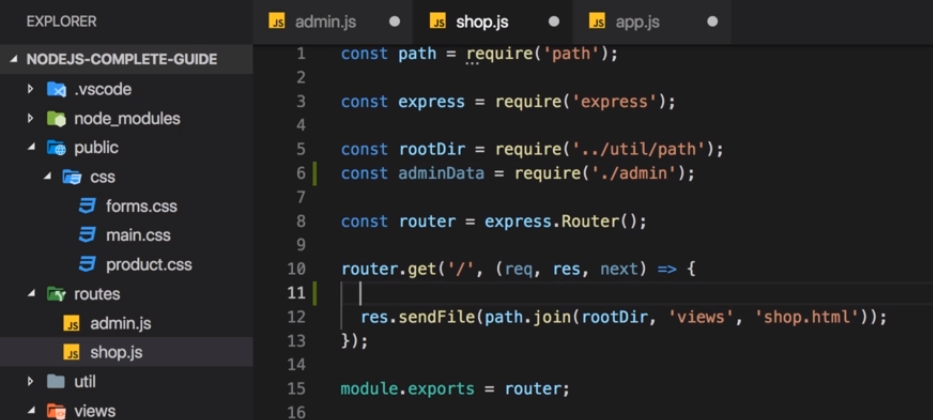 EXPLORER
NODEJS-COMPLETE-GUIDE
.vscode
node_modules
public
css
forms.css
main.css
product.css
routes
admin.js
shop.js
util
views
JS admin.js
JS shop.js
JS app.js
1 const path = require('path');
2
3 const express = require('express');
4
5 const rootDir = require('../util/path');
6 const adminData = require('./admin');
7
8 const router = express.Router();
9
10 router.get('/', (req, res, next) => {
11
12 res.sendFile(path.join(rootDir, 'views', 'shop.html'));
13 });
14
15 module.exports = router;
16